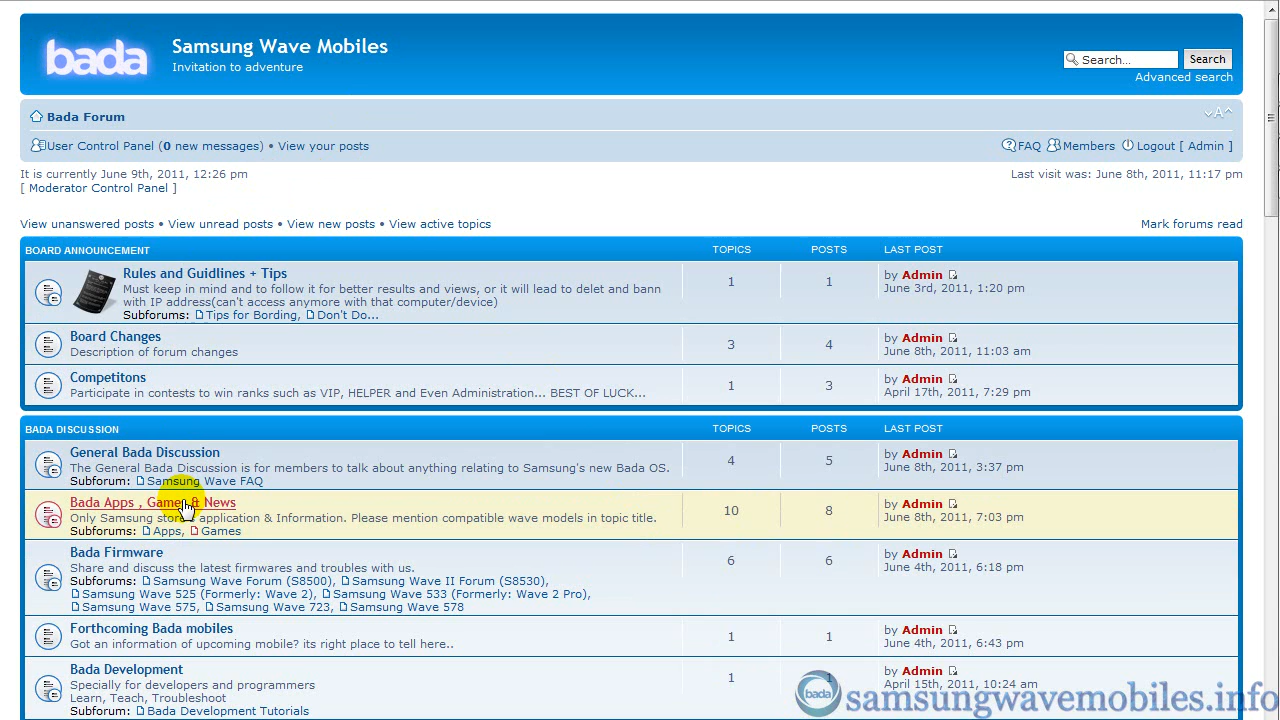 bada
Samsung Wave Mobiles
Invitation to adventure
Search...
Search
Advanced search
Bada Forum
A
User Control Panel (0 new messages) • View your posts
FAQ
Members
Logout [ Admin ]
It is currently June 9th, 2011, 12:26 pm
Last visit was: June 8th, 2011, 11:17 pm
[ Moderator Control Panel ]
View unanswered posts • View unread posts • View new posts • View active topics
Mark forums read
BOARD ANNOUNCEMENT
TOPICS
POSTS
LAST POST
Rules and Guidlines + Tips
Must keep in mind and to follow it for better results and views, or it will lead to delet and bann
with IP address(can't access anymore with that computer/device)
Subforums: Tips for Bording, Don't Do...
1
1
by Admin
June 3rd, 2011, 1:20 pm
Board Changes
Description of forum changes
3
4
by Admin
June 8th, 2011, 11:03 am
Competitons
Participate in contests to win ranks such as VIP, HELPER and Even Administration... BEST OF LUCK...
1
3
by Admin
April 17th, 2011, 7:29 pm
BADA DISCUSSION
TOPICS
POSTS
LAST POST
General Bada Discussion
The General Bada Discussion is for members to talk about anything relating to Samsung's new Bada OS.
Subforum: Samsung Wave FAQ
4
5
by Admin
June 8th, 2011, 3:37 pm
Bada Apps , Games & News
Only Samsung stores application & Information. Please mention compatible wave models in topic title.
Subforums: Apps, Games
10
8
by Admin
June 8th, 2011, 7:03 pm
Bada Firmware
Share and discuss the latest firmwares and troubles with us.
Subforums: Samsung Wave Forum (S8500), Samsung Wave II Forum (S8530),
Samsung Wave 525 (Formerly: Wave 2), Samsung Wave 533 (Formerly: Wave 2 Pro),
Samsung Wave 575, Samsung Wave 723, Samsung Wave 578
6
6
by Admin
June 4th, 2011, 6:18 pm
Forthcoming Bada mobiles
Got an information of upcoming mobile? its right place to tell here..
1
1
by Admin
June 4th, 2011, 6:43 pm
Bada Development
Specially for developers and programmers
Learn, Teach, Troubleshoot
Subforum: Bada Development Tutorials
1
1
by Admin
April 15th, 2011, 10:24 am
bada
samsungwavemobiles.info